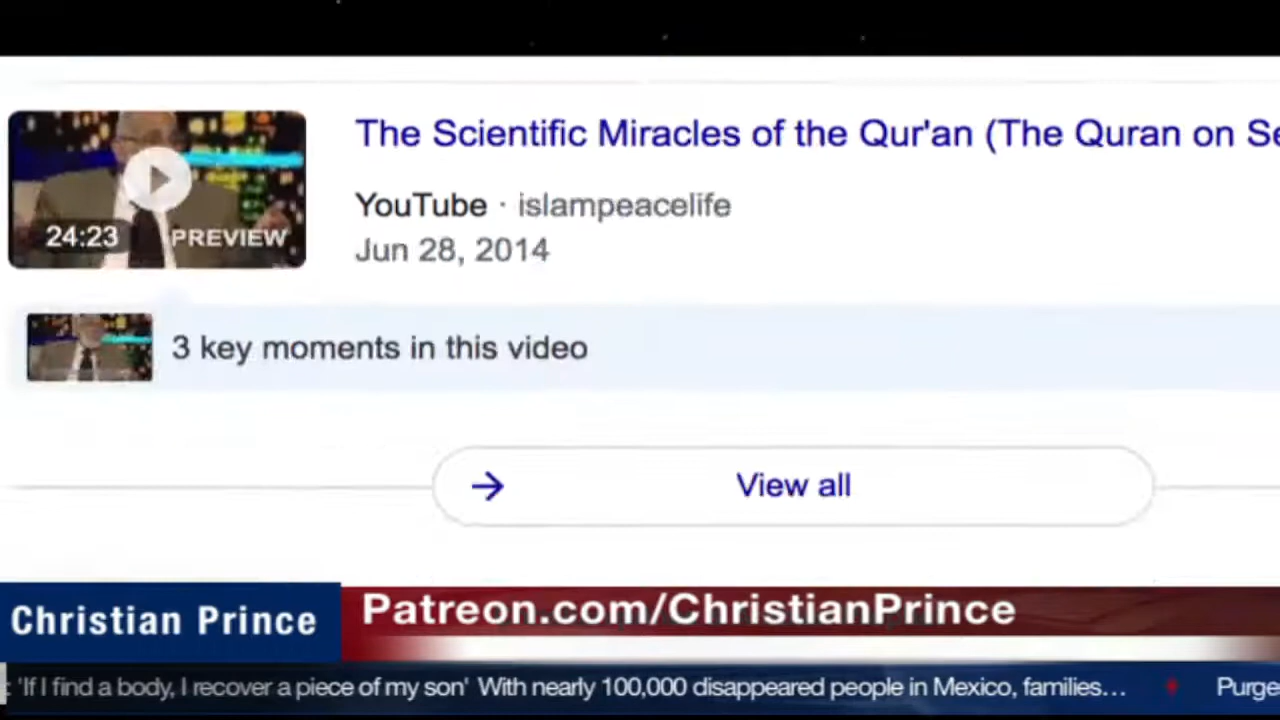 The Scientific Miracles of the Qur'an (The Quran on Se
YouTube · islampeacelife
24:23
PREVIEW
Jun 28, 2014
3 key moments in this video
→ View all
Christian Prince
Patreon.com/ChristianPrince
: 'If I find a body, I recover a piece of my son' With nearly 100,000 disappeared people in Mexico, families… Purge